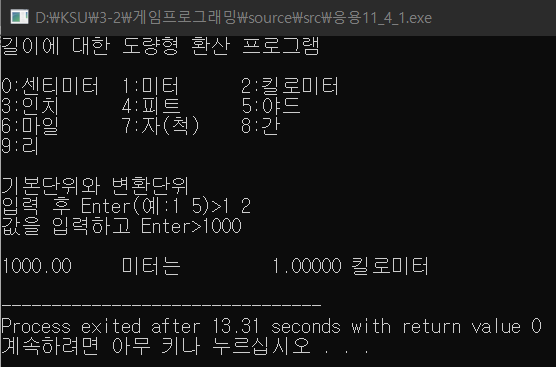 D:₩KSU₩3-2₩게임프로그래밍₩source₩src₩응용11_4_1.exe
길이에 대한 도량형 환산 프로그램
0:센티미터 1:미터 2:킬로미터
3:인치 4:피트 5:야드
6:마일 7:자(척) 8:간
9:리
기본단위와 변환단위
입력 후 Enter(예:1 5)>1 2
값을 입력하고 Enter>1000
1000.00 미터는 1.00000 킬로미터
--------------------------------
Process exited after 13.31 seconds with return value 0
계속하려면 아무 키나 누르십시오 . . .